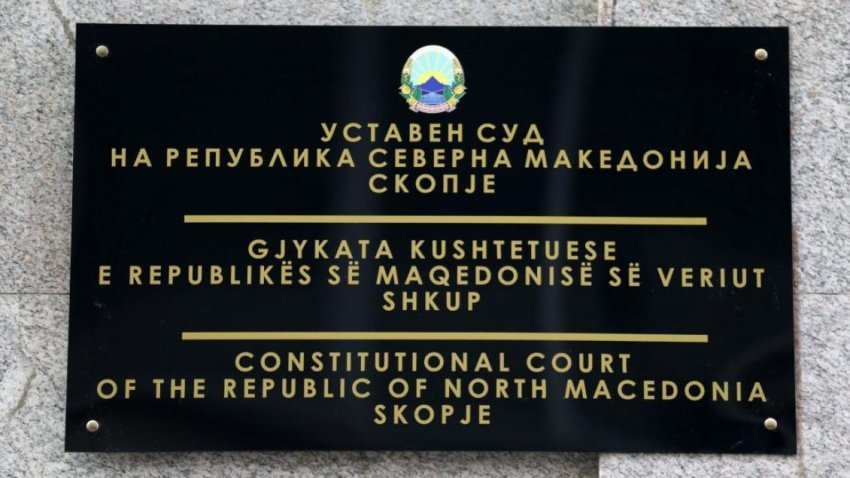 УСТАВЕН СУД
НА РЕПУБЛИКА СЕВЕРНА МАКЕДОНИЈА
СКОПЈЕ
GJYKATA KUSHTETUESE
E REPUBLIKËS SË MAQEDONISË SË VERIUT
SHKUP
CONSTITUTIONAL COURT
OF THE REPUBLIC OF NORTH MACEDONIA
SKOPJE